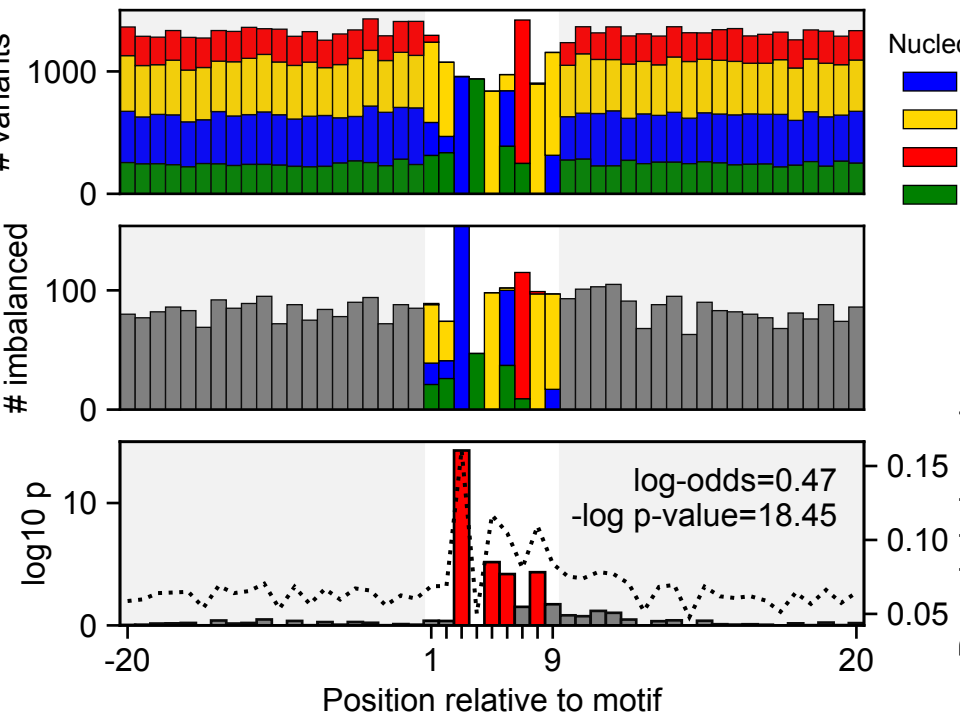 # variants
1000
0
Nucleo
# imbalanced
100
0
log10 p
10
0
log-odds=0.47
-log p-value=18.45
0.15
0.10
0.05
-20
1
9
20
Position relative to motif